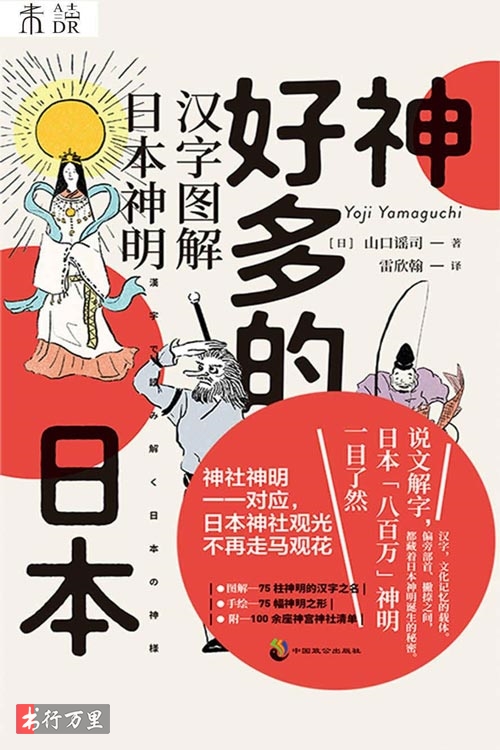 未读
A
三
DR
神
好多的
日本
汉字图解
日本神明
漢字で読み解く日本の神様
Yoji Yamaguchi
[日] 山口谣司 — 著
雷欣翰 — 译
说文解字，
日本「八百万」神明
一目了然
汉字，文化记忆的载体。
偏旁部首、撇捺之间，
都藏着日本神明诞生的秘密。
神社神明
一一对应，
日本神社观光
不再走马观花
●图解—75柱神明的汉字之名
●手绘—75幅神明之形
●附—100余座神宫神社清单
中国致公出版社
书行万里